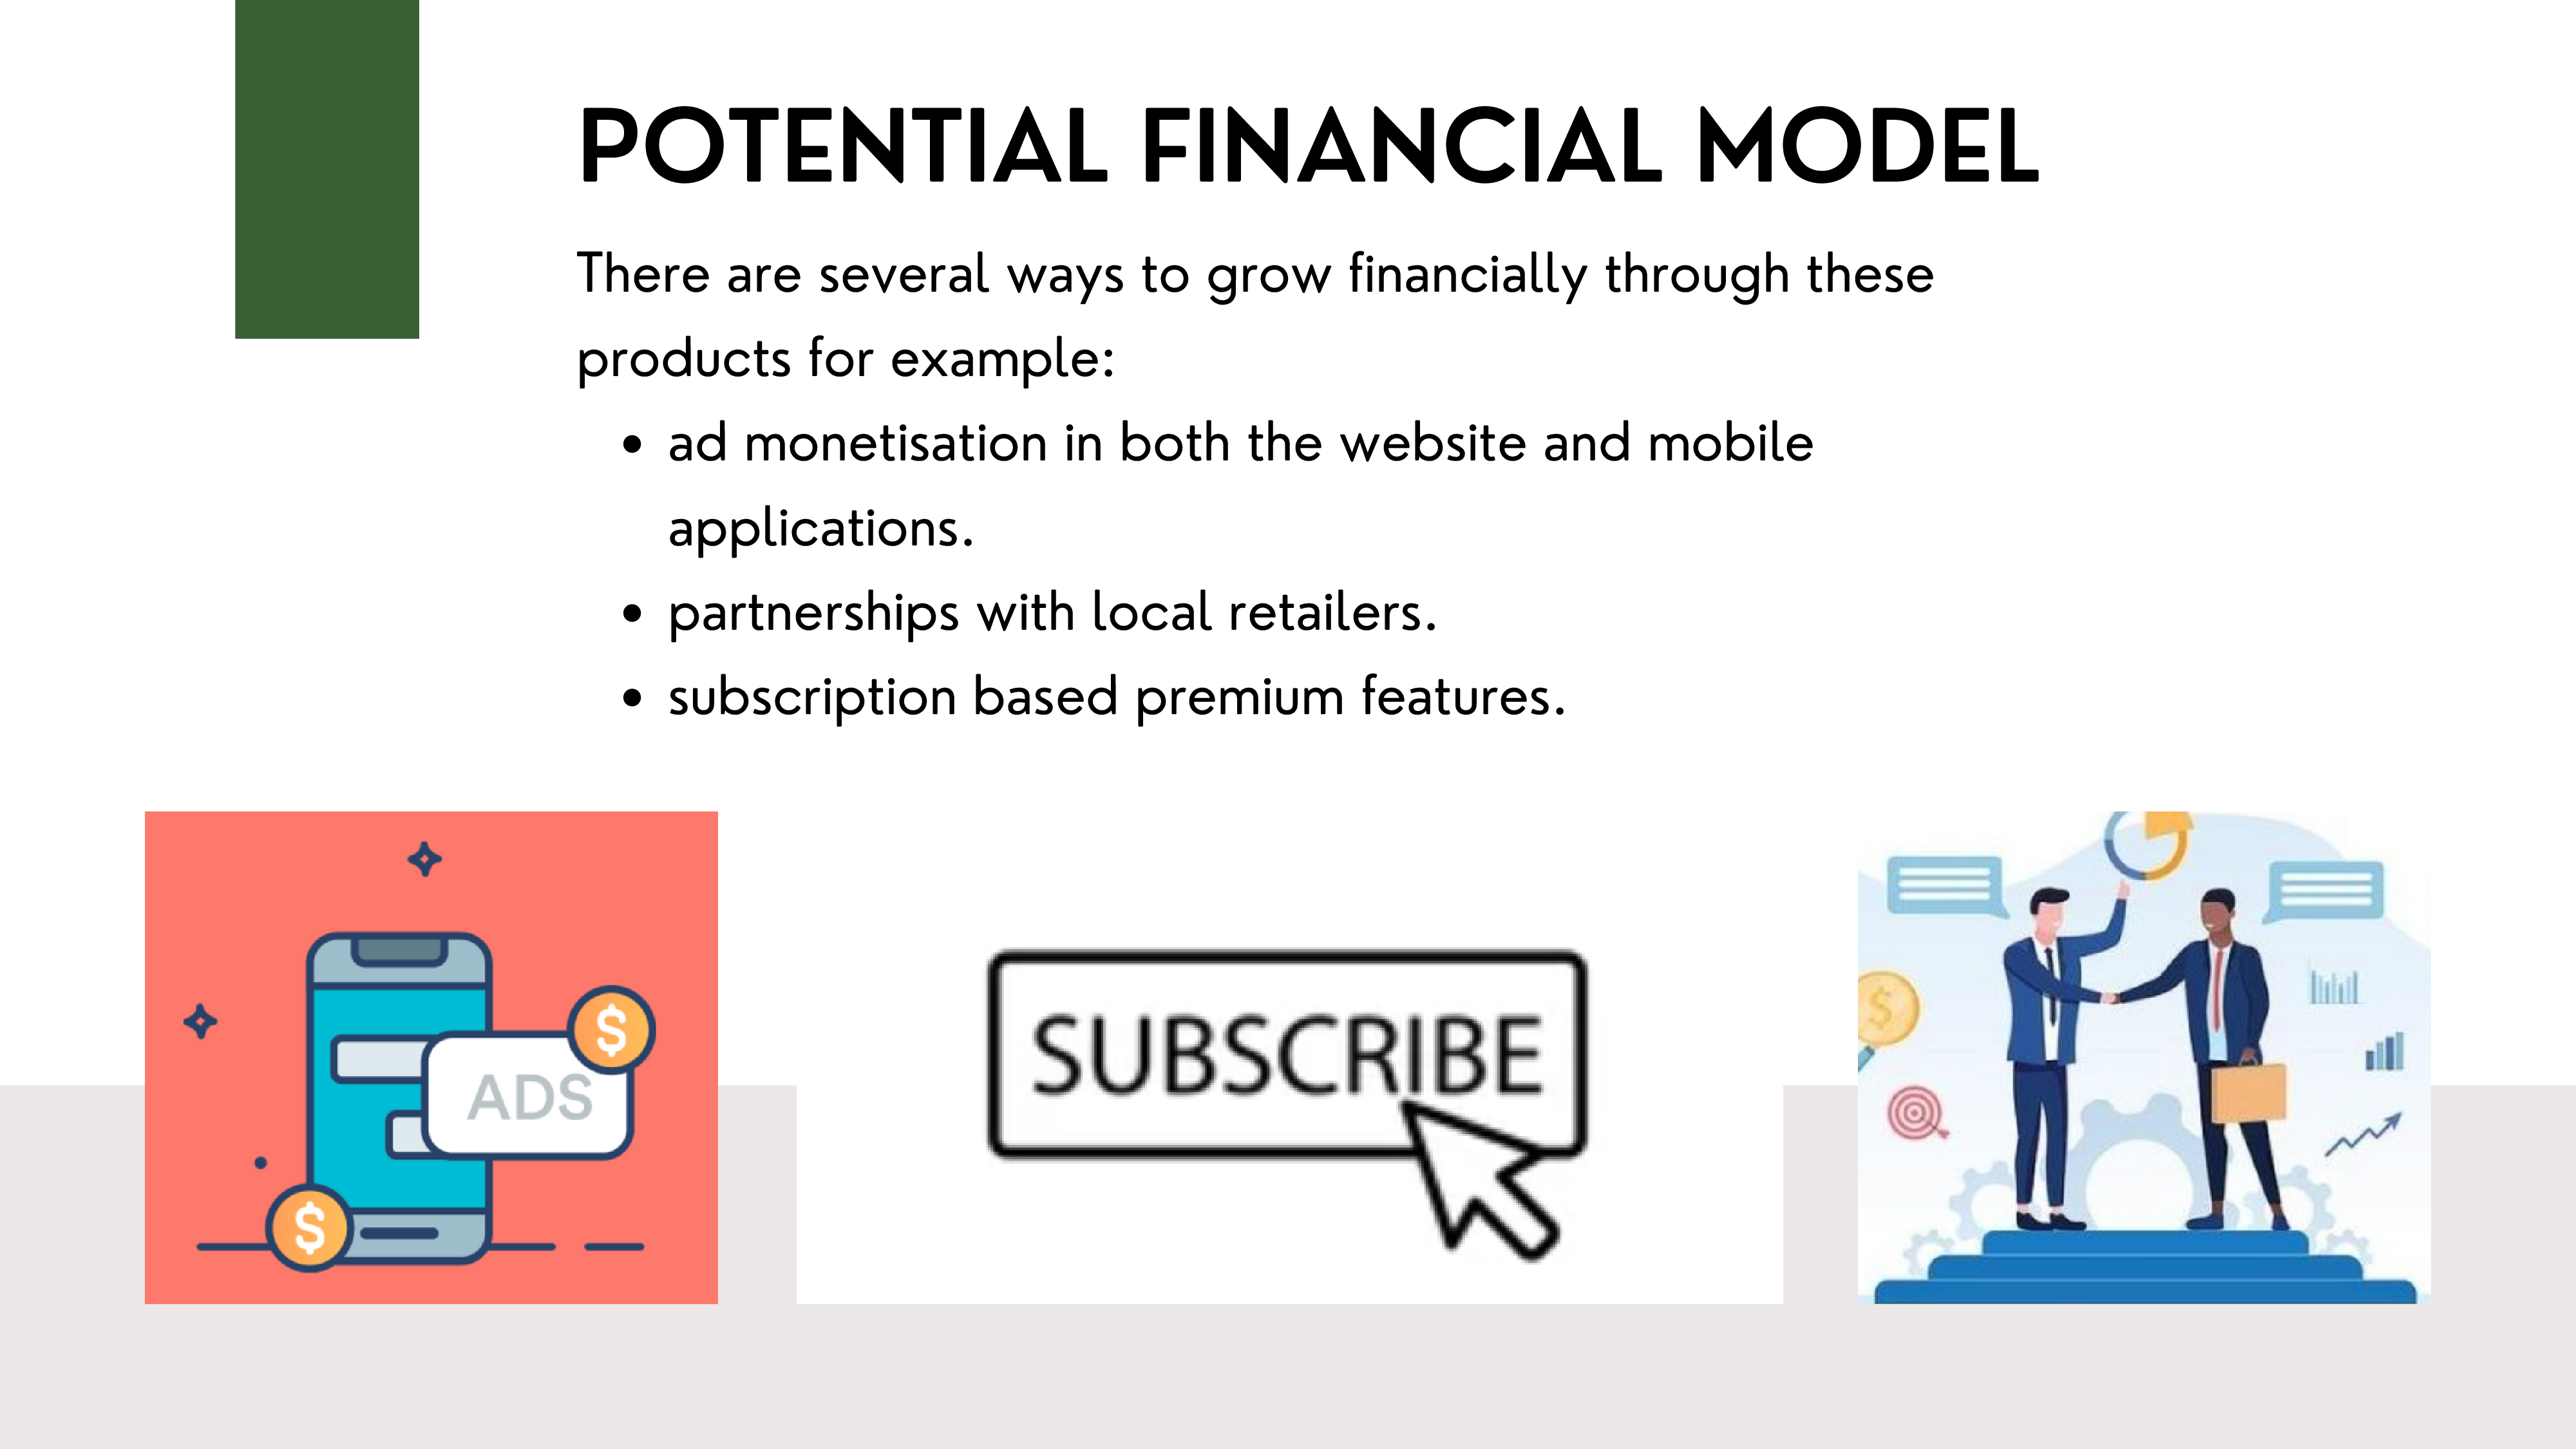 POTENTIAL FINANCIAL MODEL
There are several ways to grow financially through these
products for example:
• ad monetisation in both the website and mobile
applications.
• partnerships with local retailers.
• subscription based premium features.
$
ADS
$
SUBSCRIBE
$